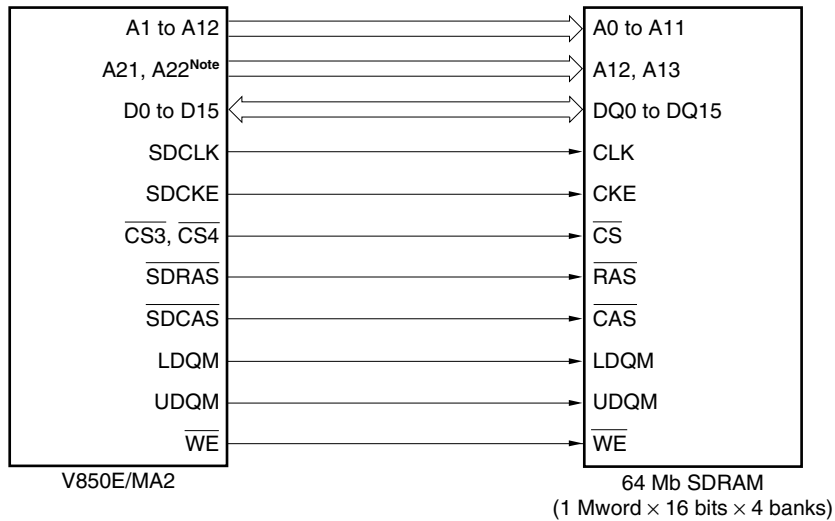 A1 to A12 A0 to A11
A21, A22Note A12, A13
D0 to D15 DQ0 to DQ15
SDCLK CLK
SDCKE CKE
CS3, CS4 CS
SDRAS RAS
SDCAS CAS
LDQM LDQM
UDQM UDQM
WE WE
V850E/MA2 64 Mb SDRAM
(1 Mword × 16 bits × 4 banks)